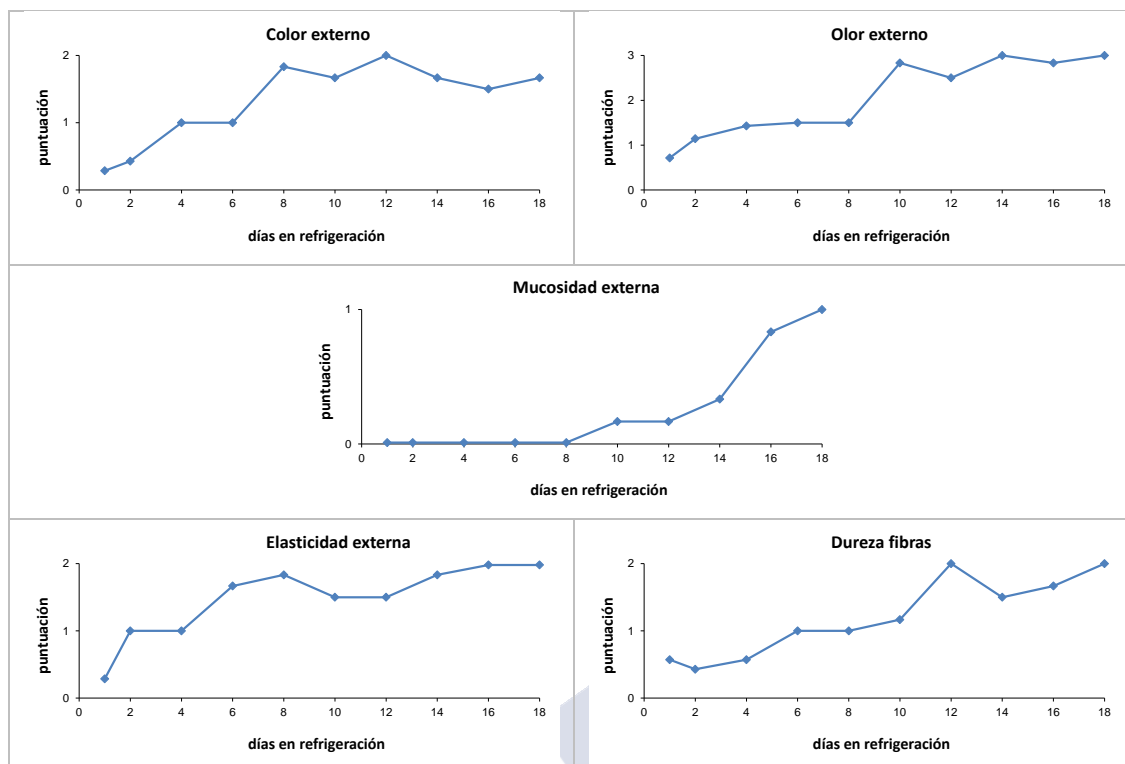 Color externo
2
1
0
puntuación
0 2 4 6 8 10 12 14 16 18
días en refrigeración
Olor externo
3
2
1
0
puntuación
0 2 4 6 8 10 12 14 16 18
días en refrigeración
Mucosidad externa
1
0
puntuación
0 2 4 6 8 10 12 14 16 18
días en refrigeración
Elasticidad externa
2
1
0
puntuación
0 2 4 6 8 10 12 14 16 18
días en refrigeración
Dureza fibras
2
1
0
puntuación
0 2 4 6 8 10 12 14 16 18
días en refrigeración